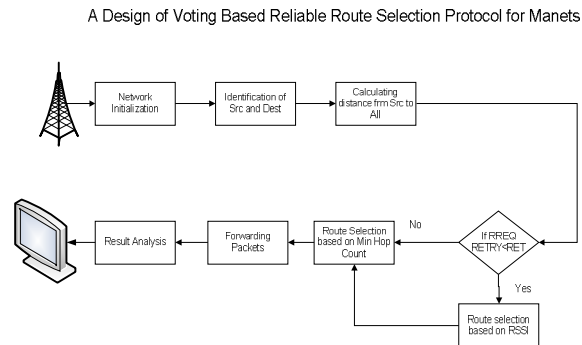 A Design of Voting Based Reliable Route Selection Protocol for Manets
Network
Initialization
Identification of
Src and Dest
Calculating
distance frm Src to
All
If RREQ
RETRY<RET
No
Yes
Route selection
based on RSSI
Route Selection
based on Min Hop
Count
Forwarding
Packets
Result Analysis